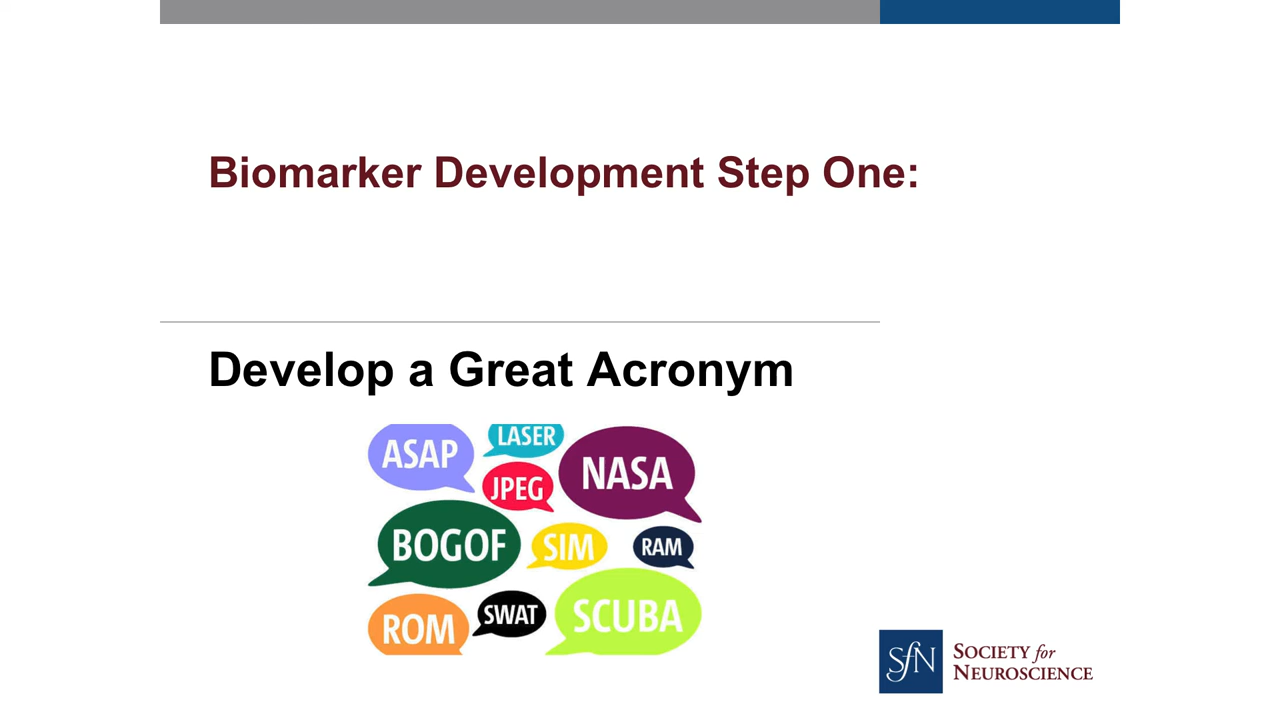 Biomarker Development Step One:
Develop a Great Acronym
ASAP
LASER
JPEG
NASA
BOGOF
SIM
RAM
ROM
SWAT
SCUBA
SfN
SOCIETY for
NEUROSCIENCE